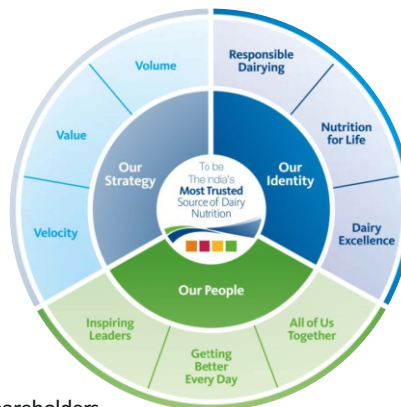 Volume
Value
Velocity
Our
Strategy
Responsible
Dairying
Nutrition
for Life
Dairy
Excellence
Our
Identity
To be
The india's
Most Trusted
Source of Dairy
Nutrition
Our People
Inspiring
Leaders
Getting
Better
Every Day
All of Us
Together